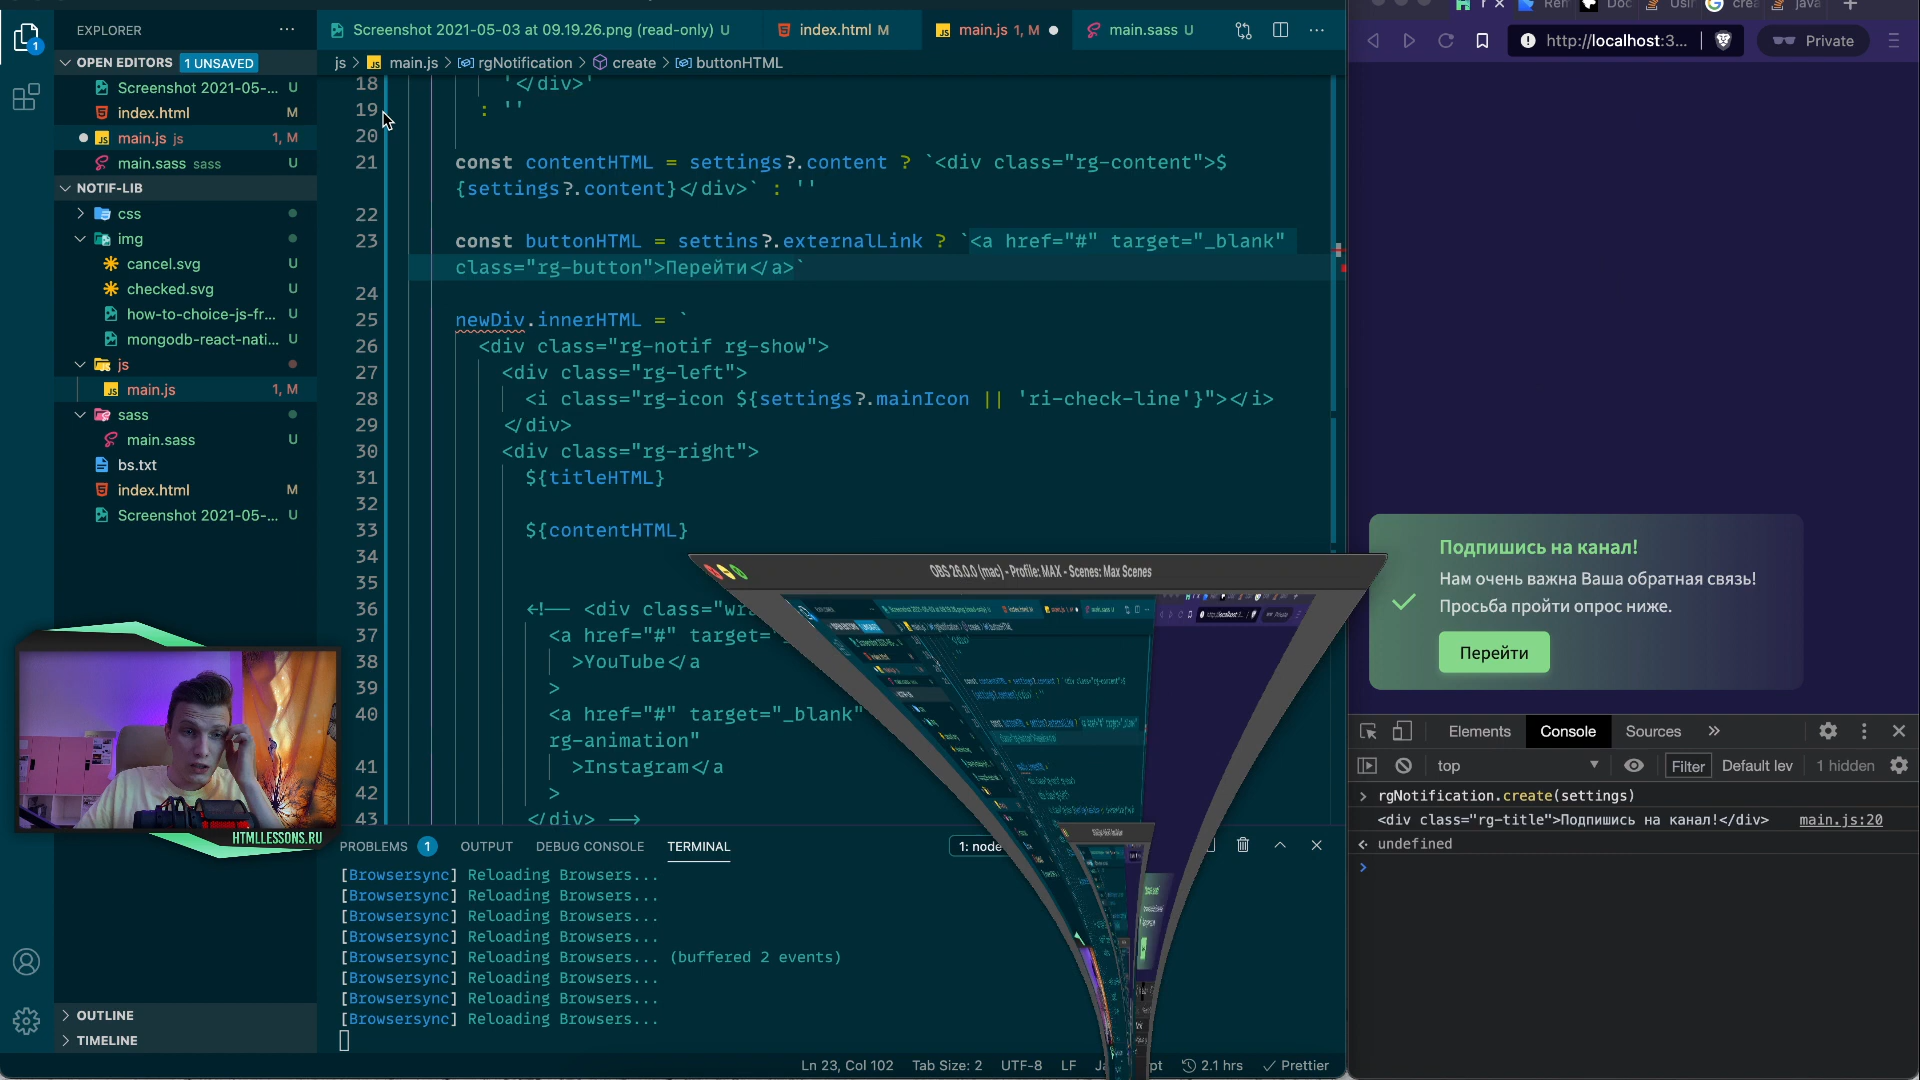 EXPLORER
OPEN EDITORS 1 UNSAVED
Screenshot 2021-05-... U
index.html M
main.js js 1, M
main.sass sass U
NOTIF-LIB
css
img
cancel.svg U
checked.svg U
how-to-choice-js-fr... U
mongodb-react-nati... U
js
main.js 1, M
sass
main.sass U
bs.txt
index.html M
Screenshot 2021-05-... U
OUTLINE
TIMELINE
HTMLLESSONS.RU
Screenshot 2021-05-03 at 09.19.26.png (read-only) U
index.html M
main.js 1, M
main.sass U
js > main.js > rgNotification > create > buttonHTML
18 '</div>'
19 : ''
20
21 const contentHTML = settings?.content ? `<div class="rg-content">$
{settings?.content}</div>` : ''
22
23 const buttonHTML = settins?.externalLink ? `<a href="#" target="_blank"
class="rg-button">Перейти</a>`
24
25 newDiv.innerHTML = `
26 <div class="rg-notif rg-show">
27 <div class="rg-left">
28 <i class="rg-icon ${settings?.mainIcon || 'ri-check-line'}"></i>
29 </div>
30 <div class="rg-right">
31 ${titleHTML}
32
33 ${contentHTML}
34
35
36 <!-- <div class="wra
37 <a href="#" target="
38 >YouTube</a
39 >
40 <a href="#" target="_blank"
rg-animation"
41 >Instagram</a
42 >
43 </div> -->
OBS 26.0.0 (mac) - Profile: MAX - Scenes: Max Scenes
PROBLEMS 1 OUTPUT DEBUG CONSOLE TERMINAL 1: node
[Browsersync] Reloading Browsers...
[Browsersync] Reloading Browsers...
[Browsersync] Reloading Browsers...
[Browsersync] Reloading Browsers...
[Browsersync] Reloading Browsers... (buffered 2 events)
[Browsersync] Reloading Browsers...
[Browsersync] Reloading Browsers...
[Browsersync] Reloading Browsers...
Ln 23, Col 102 Tab Size: 2 UTF-8 LF 2.1 hrs Prettier
http://localhost:3... Private
Подпишись на канал!
Нам очень важна Ваша обратная связь!
Просьба пройти опрос ниже.
Перейти
Elements Console Sources
top Filter Default lev 1 hidden
rgNotification.create(settings)
<div class="rg-title">Подпишись на канал!</div> main.js:20
undefined